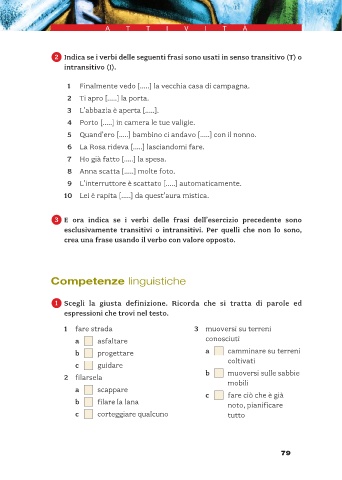 ATTIVITÀ
2 Indica se i verbi delle seguenti frasi sono usati in senso transitivo (T) o
intransitivo (I).
1 Finalmente vedo [.....] la vecchia casa di campagna.
2 Ti apro [.....] la porta.
3 L'abbazia è aperta [.....].
4 Porto [.....] in camera le tue valigie.
5 Quand'ero [.....] bambino ci andavo [.....] con il nonno.
6 La Rosa rideva [.....] lasciandomi fare.
7 Ho già fatto [.....] la spesa.
8 Anna scatta [.....] molte foto.
9 L'interruttore è scattato [.....] automaticamente.
10 Lei è rapita [.....] da quest'aura mistica.
3 E ora indica se i verbi delle frasi dell'esercizio precedente sono
esclusivamente transitivi o intransitivi. Per quelli che non lo sono,
crea una frase usando il verbo con valore opposto.
Competenze linguistiche
1 Scegli la giusta definizione. Ricorda che si tratta di parole ed
espressioni che trovi nel testo.
1 fare strada
a asfaltare
b progettare
c guidare
2 filarsela
a scappare
b filare la lana
c corteggiare qualcuno
3 muoversi su terreni
conosciuti
a camminare su terreni
coltivati
b muoversi sulle sabbie
mobili
c fare ciò che è già
noto, pianificare
tutto
79